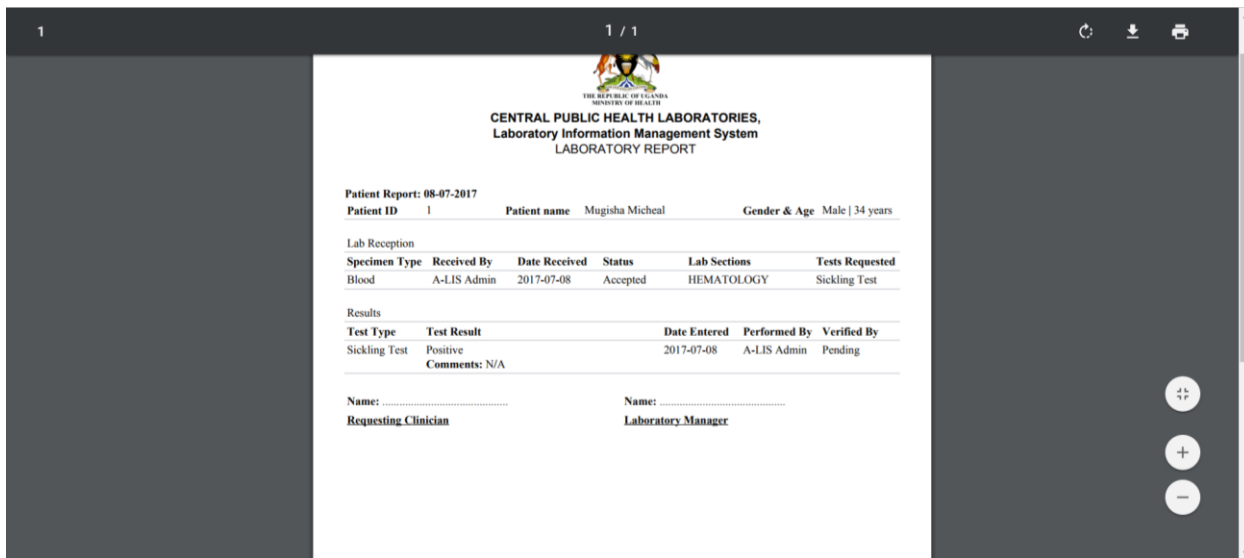 1
1 / 1
THE REPUBLIC OF UGANDA
MINISTRY OF HEALTH
CENTRAL PUBLIC HEALTH LABORATORIES,
Laboratory Information Management System
LABORATORY REPORT
Patient Report: 08-07-2017
Patient ID 1 Patient name Mugisha Micheal Gender & Age Male | 34 years
Lab Reception
Specimen Type Received By Date Received Status Lab Sections Tests Requested
Blood A-LIS Admin 2017-07-08 Accepted HEMATOLOGY Sickling Test
Results
Test Type Test Result Date Entered Performed By Verified By
Sickling Test Positive 2017-07-08 A-LIS Admin Pending
Comments: N/A
Name: ............................................ Name: ............................................
Requesting Clinician Laboratory Manager